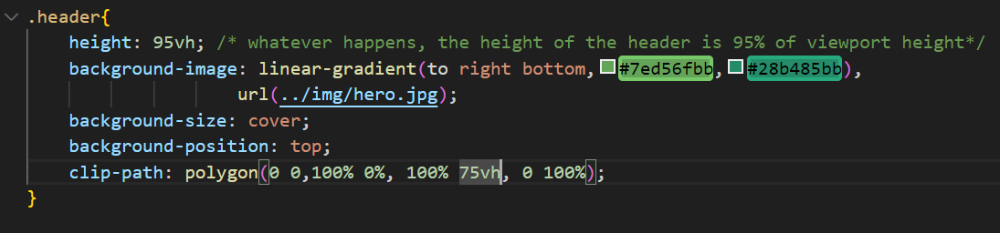 .header{
height: 95vh; /* whatever happens, the height of the header is 95% of viewport height*/
background-image: linear-gradient(to right bottom,#7ed56fbb,#28b485bb),
url(../img/hero.jpg);
background-size: cover;
background-position: top;
clip-path: polygon(0 0,100% 0%, 100% 75vh, 0 100%);
}